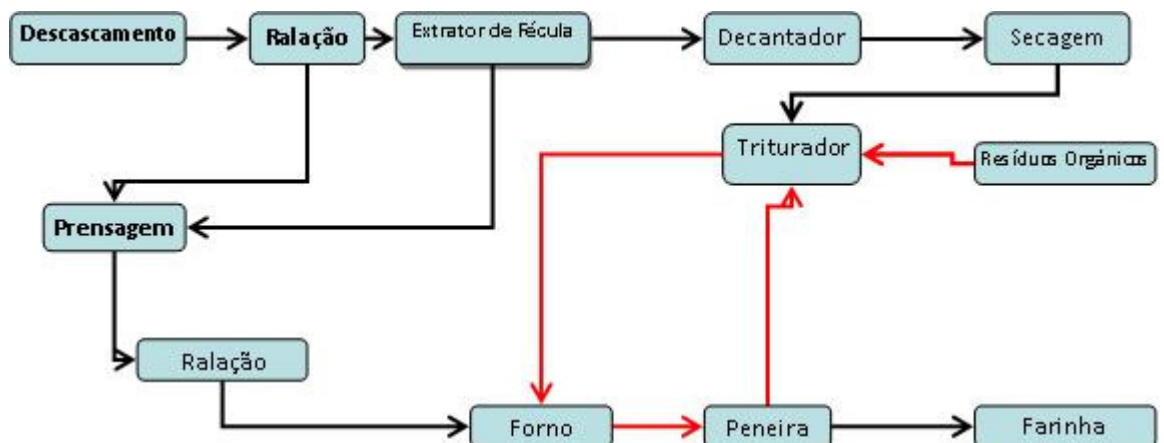 Descascamento
Ralação
Extrator de Fécula
Decantador
Secagem
Triturador
Resíduos Orgânicos
Prensagem
Ralação
Forno
Peneira
Farinha